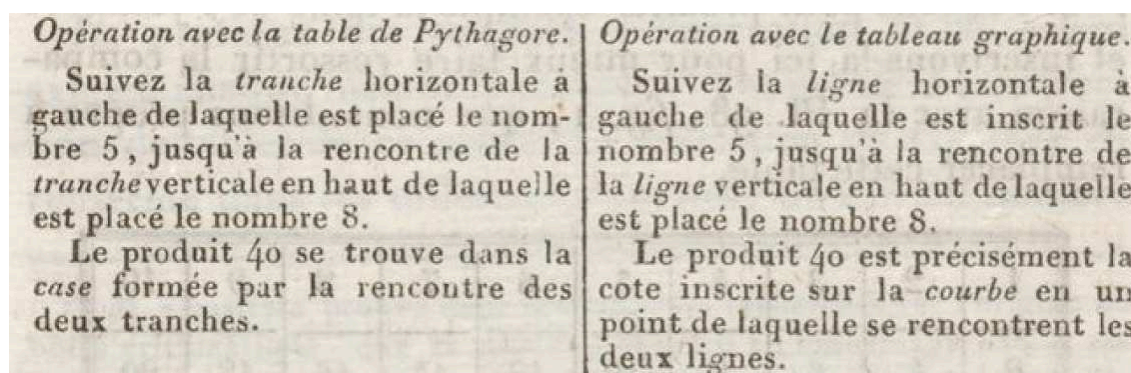 Opération avec la table de Pythagore.
Suivez la tranche horizontale à
gauche de laquelle est placé le nom-
bre 5, jusqu'à la rencontre de la
tranche verticale en haut de laquelle
est placé le nombre 8.
Le produit 40 se trouve dans la
case formée par la rencontre des
deux tranches.
Opération avec le tableau graphique.
Suivez la ligne horizontale à
gauche de laquelle est inscrit le
nombre 5, jusqu'à la rencontre de
la ligne verticale en haut de laquelle
est placé le nombre 8.
Le produit 40 est précisément la
cote inscrite sur la courbe en un
point de laquelle se rencontrent les
deux lignes.